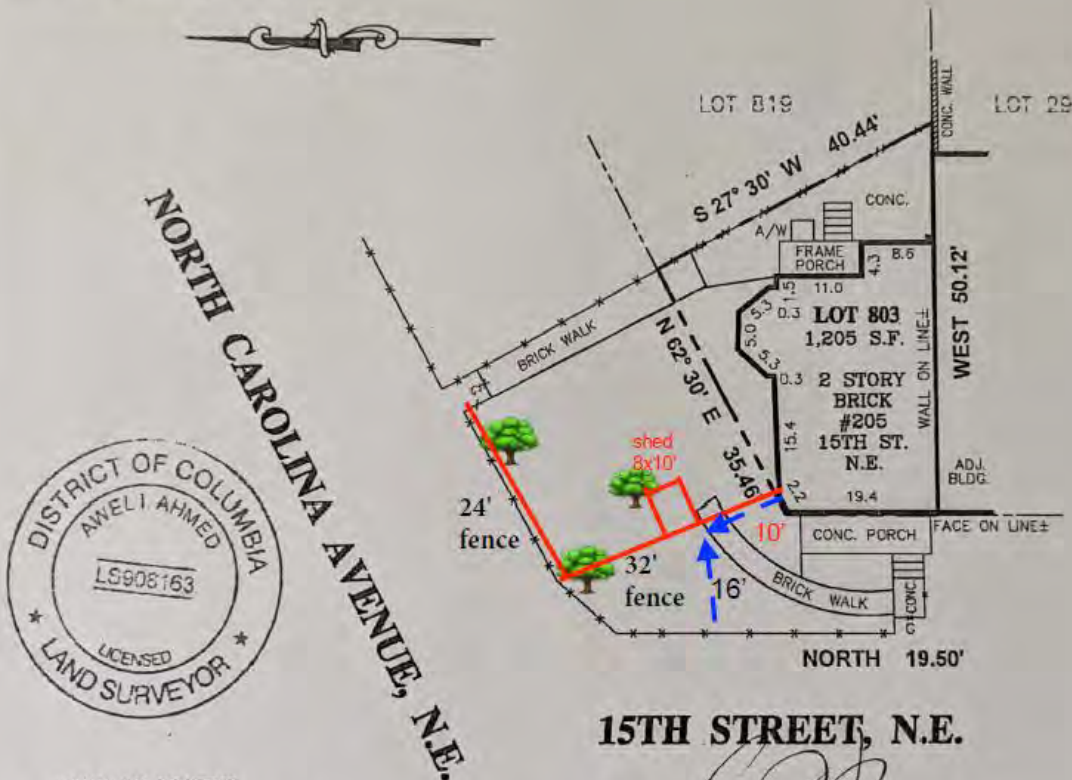 LOT 819
LOT 29
CONC. WALL
S 27° 30' W 40.44'
CONC.
A/W
FRAME
PORCH
8.6
4.3
11.0
1.5
5.3
0.3
5.0
5.3
0.3
LOT 803
1,205 S.F.
2 STORY
BRICK
#205
15TH ST.
N.E.
WALL ON LINE±
WEST 50.12'
15.4
2.2
19.4
ADJ.
BLDG.
FACE ON LINE±
CONC. PORCH
CONC.
G
BRICK WALK
N 62° 30' E 35.46'
BRICK WALK
G
shed
8x10'
10'
16'
24'
fence
32'
fence
NORTH 19.50'
NORTH CAROLINA AVENUE, N.E.
15TH STREET, N.E.
DISTRICT OF COLUMBIA
AWELI AHMED
LS908163
LICENSED
LAND SURVEYOR